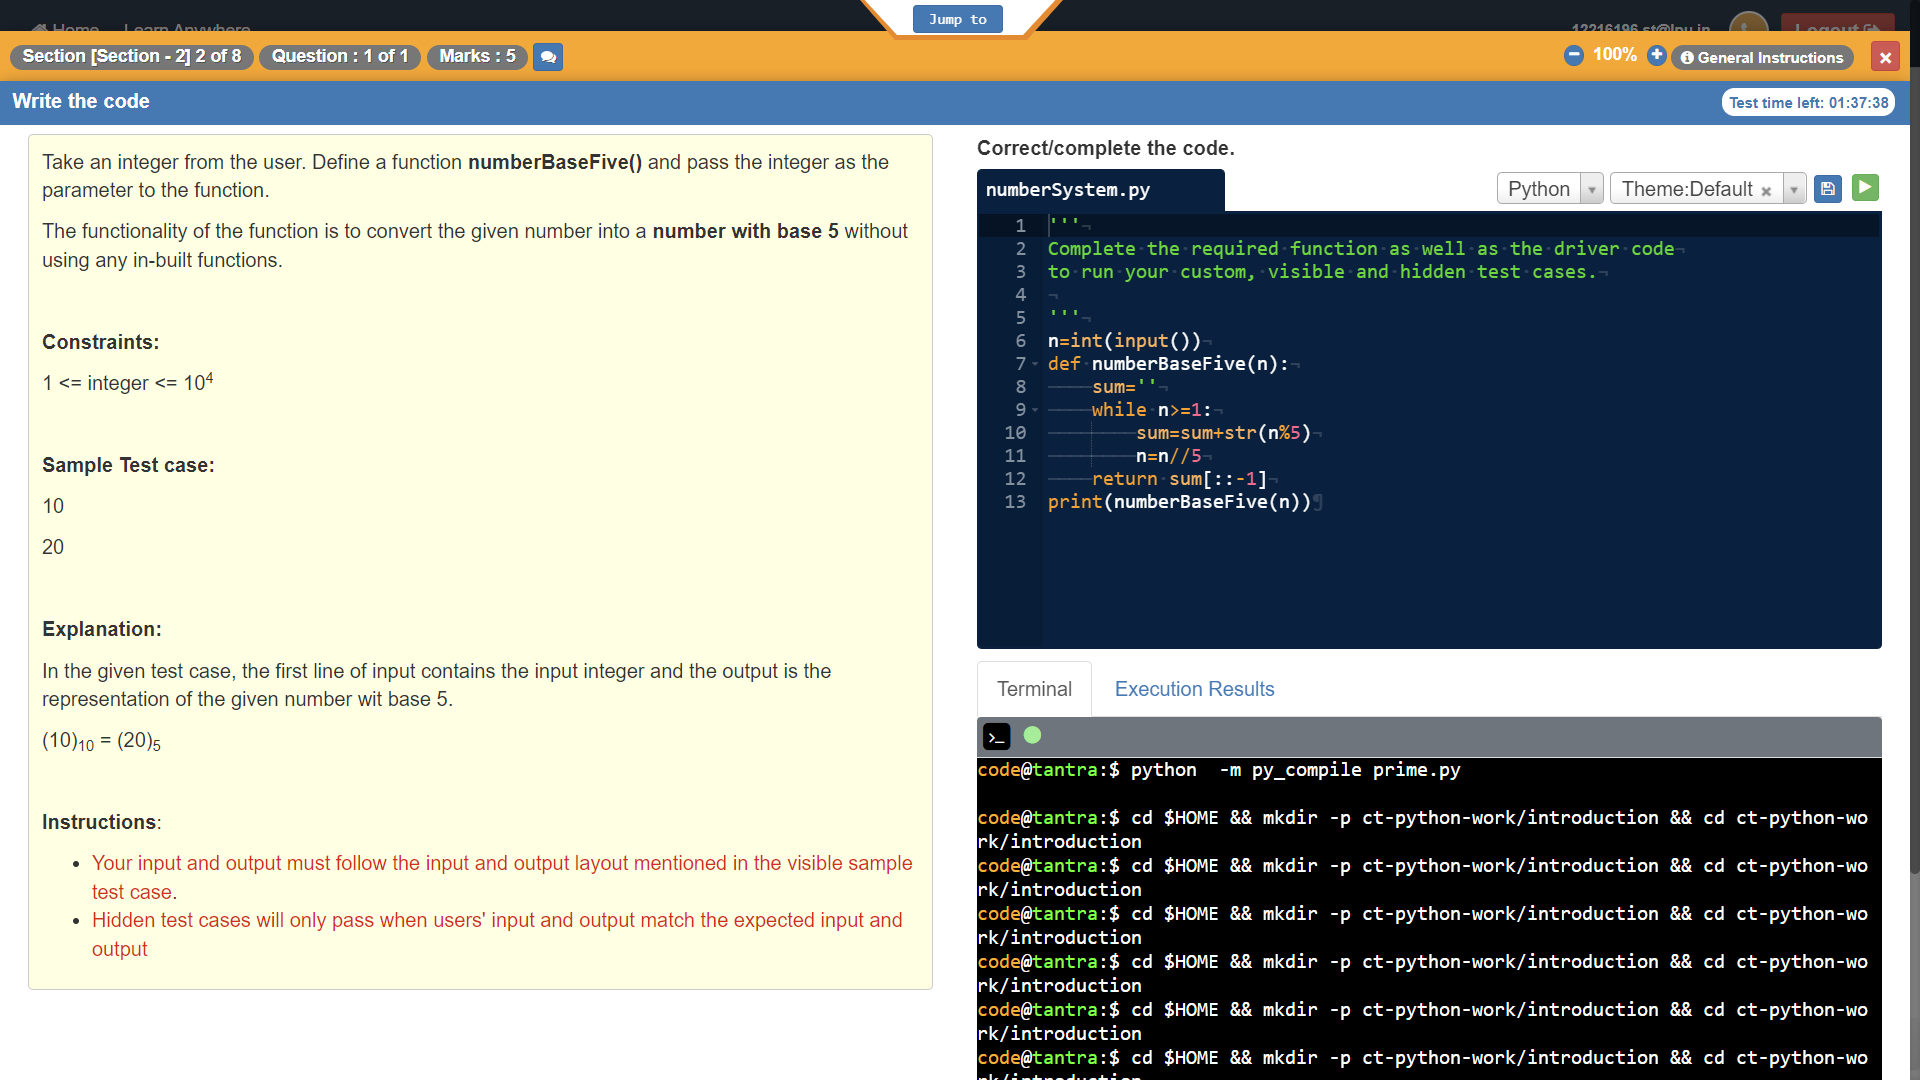 Home Learn Anywhere
Jump to
12216196.st@lpu.in
Logout
Section [Section - 2] 2 of 8
Question : 1 of 1
Marks : 5
100%
General Instructions
Write the code
Test time left: 01:37:38
Take an integer from the user. Define a function numberBaseFive() and pass the integer as the
parameter to the function.
The functionality of the function is to convert the given number into a number with base 5 without
using any in-built functions.
Constraints:
1 <= integer <= 10⁴
Sample Test case:
10
20
Explanation:
In the given test case, the first line of input contains the input integer and the output is the
representation of the given number wit base 5.
(10)₁₀ = (20)₅
Instructions:
• Your input and output must follow the input and output layout mentioned in the visible sample
test case.
• Hidden test cases will only pass when users' input and output match the expected input and
output
Correct/complete the code.
numberSystem.py
Python
Theme:Default ×
1 '''
2 Complete the required function as well as the driver code
3 to run your custom, visible and hidden test cases.
4
5 '''
6 n=int(input())
7 def numberBaseFive(n):
8     sum=''
9     while n>=1:
10         sum=sum+str(n%5)
11         n=n//5
12     return sum[::-1]
13 print(numberBaseFive(n))
Terminal
Execution Results
code@tantra:$ python  -m py_compile prime.py
code@tantra:$ cd $HOME && mkdir -p ct-python-work/introduction && cd ct-python-wo
rk/introduction
code@tantra:$ cd $HOME && mkdir -p ct-python-work/introduction && cd ct-python-wo
rk/introduction
code@tantra:$ cd $HOME && mkdir -p ct-python-work/introduction && cd ct-python-wo
rk/introduction
code@tantra:$ cd $HOME && mkdir -p ct-python-work/introduction && cd ct-python-wo
rk/introduction
code@tantra:$ cd $HOME && mkdir -p ct-python-work/introduction && cd ct-python-wo
rk/introduction
code@tantra:$ cd $HOME && mkdir -p ct-python-work/introduction && cd ct-python-wo
rk/introduction